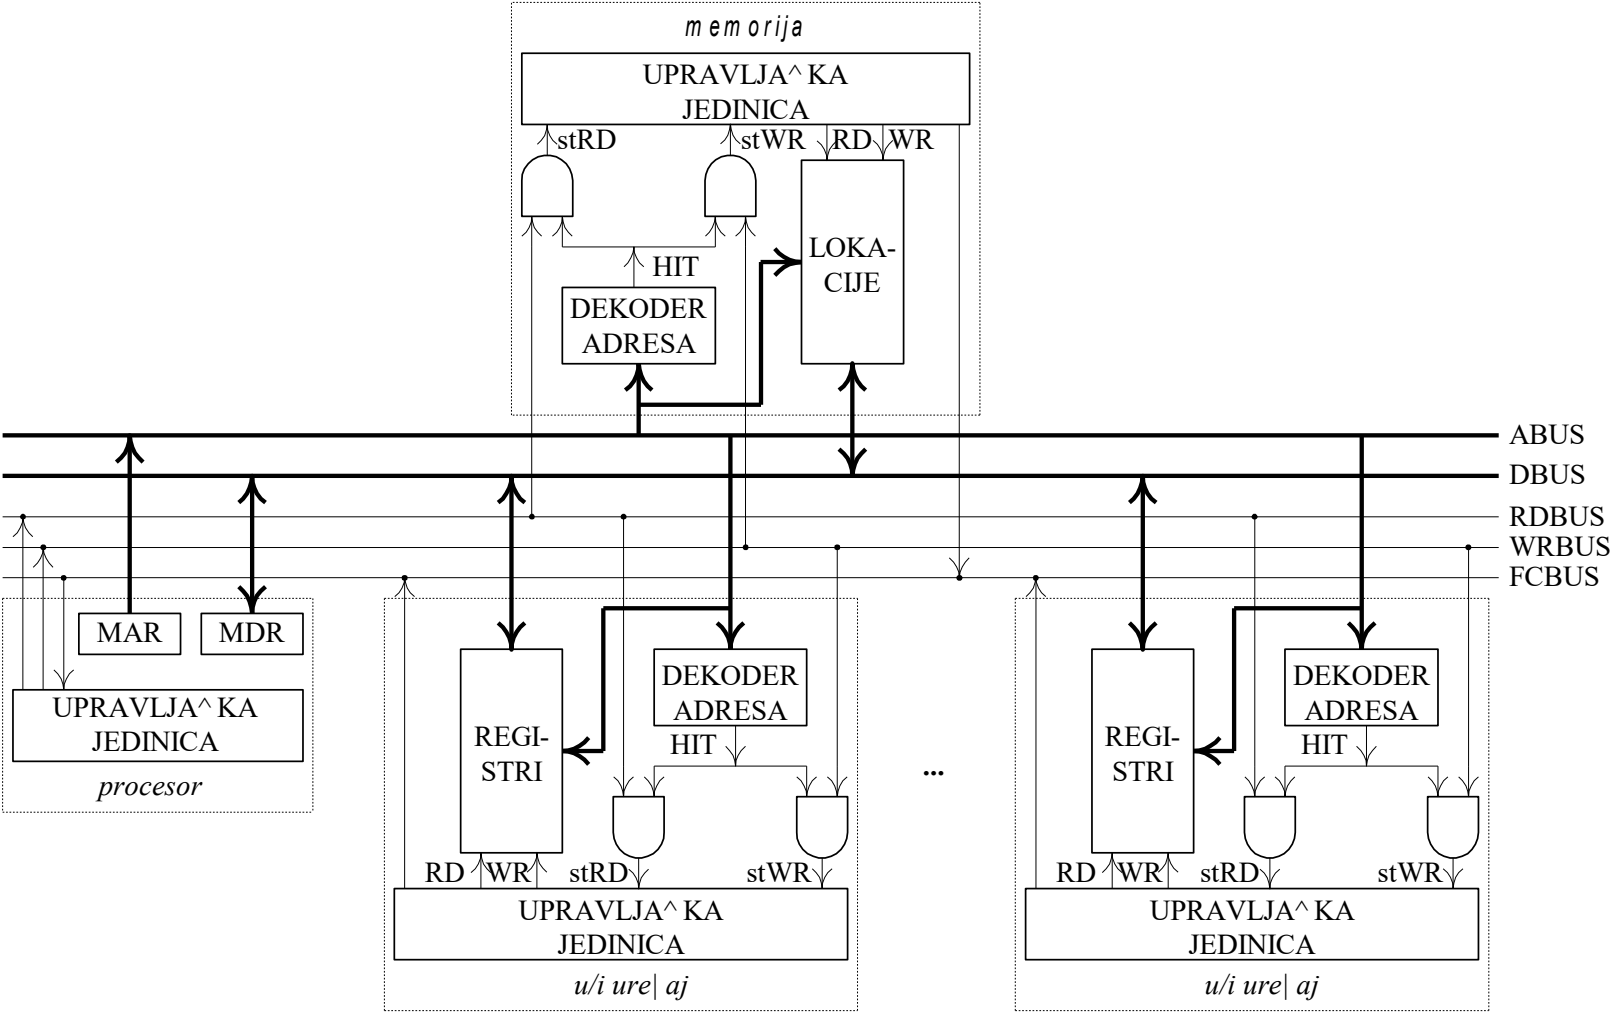 memorija
UPRAVLJA^ KA
JEDINICA
stRD
stWR
RD
WR
LOKA-
CIJE
HIT
DEKODER
ADRESA
ABUS
DBUS
RDBUS
WRBUS
FCBUS
MAR
MDR
UPRAVLJA^ KA
JEDINICA
procesor
DEKODER
ADRESA
HIT
REGI-
STRI
RD
WR
stRD
stWR
UPRAVLJA^ KA
JEDINICA
u/i ure| aj
...
DEKODER
ADRESA
HIT
REGI-
STRI
RD
WR
stRD
stWR
UPRAVLJA^ KA
JEDINICA
u/i ure| aj